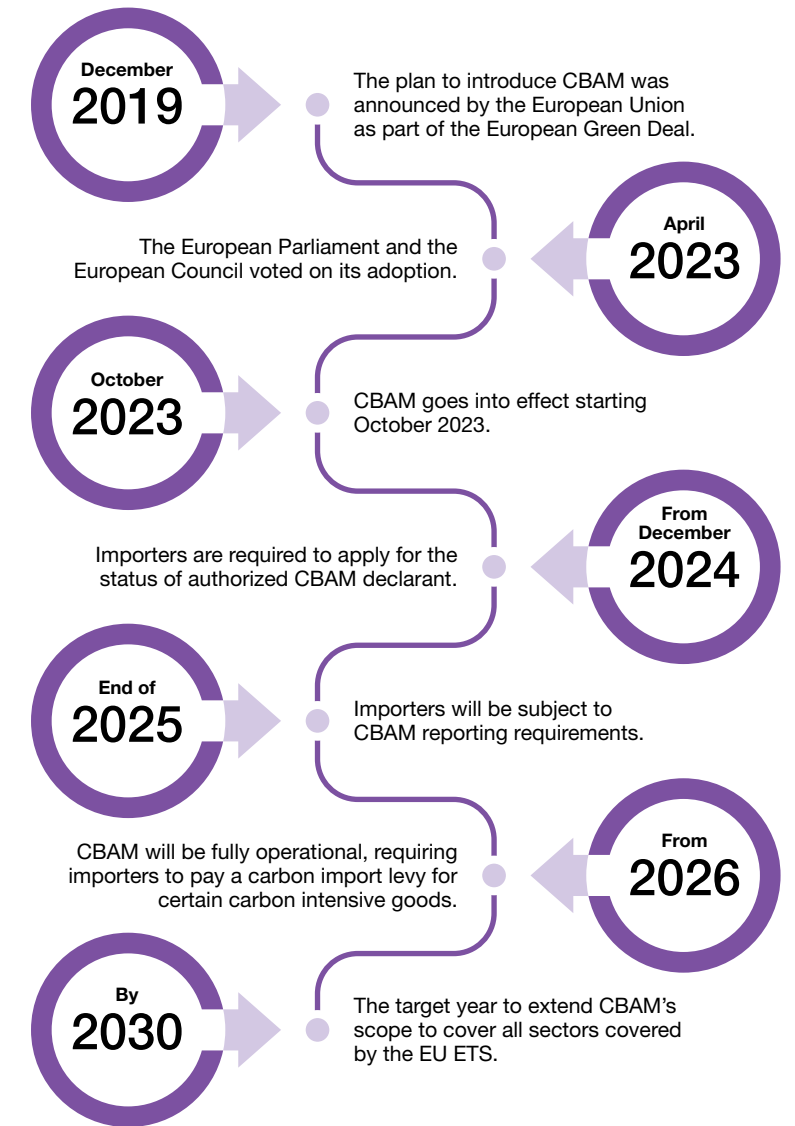 December
2019
The plan to introduce CBAM was
announced by the European Union
as part of the European Green Deal.
April
2023
The European Parliament and the
European Council voted on its adoption.
October
2023
CBAM goes into effect starting
October 2023.
From
December
2024
Importers are required to apply for the
status of authorized CBAM declarant.
End of
2025
Importers will be subject to
CBAM reporting requirements.
From
2026
CBAM will be fully operational, requiring
importers to pay a carbon import levy for
certain carbon intensive goods.
By
2030
The target year to extend CBAM’s
scope to cover all sectors covered
by the EU ETS.